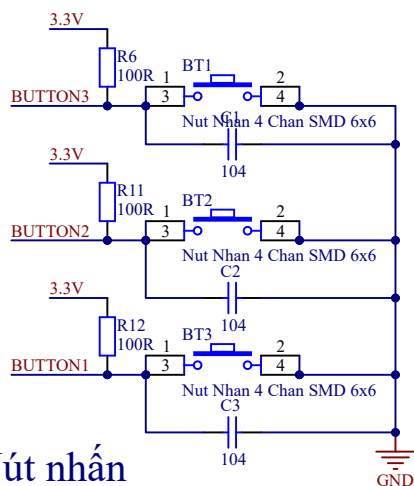 3.3V
R6
100R
BUTTON3
BT1
1
3
2
4
Nut Nhan 4 Chan SMD 6x6
C1
104
3.3V
R11
100R
BUTTON2
BT2
1
3
2
4
Nut Nhan 4 Chan SMD 6x6
C2
104
3.3V
R12
100R
BUTTON1
BT3
1
3
2
4
Nut Nhan 4 Chan SMD 6x6
C3
104
nhấn
GND